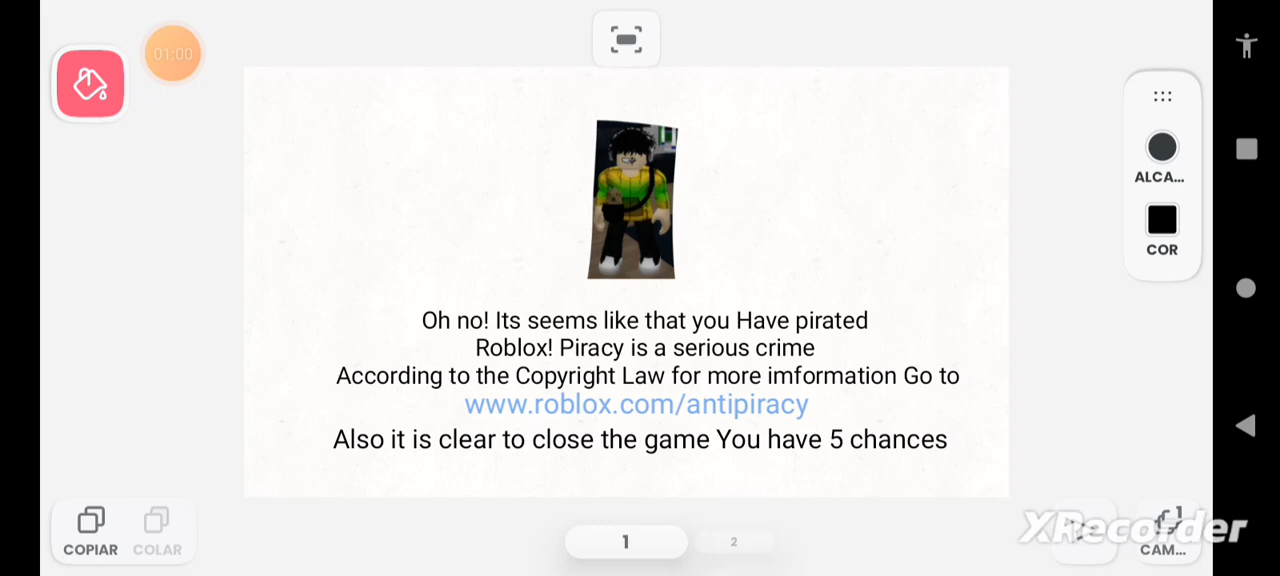 01:00
ALCA...
COR
Oh no! Its seems like that you Have pirated
Roblox! Piracy is a serious crime
According to the Copyright Law for more imformation Go to
www.roblox.com/antipiracy
Also it is clear to close the game You have 5 chances
COPIAR COLAR
1 2
XRecorder
CAM...